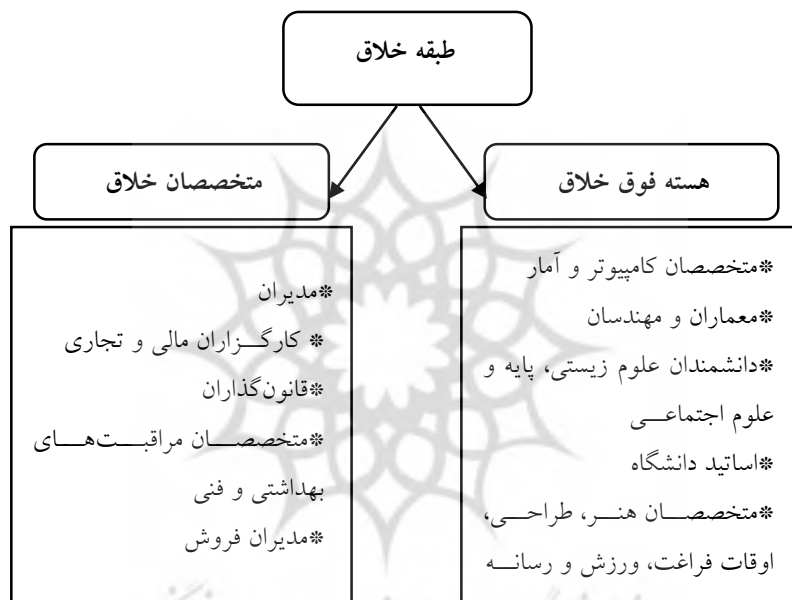 طبقه خلاق
هسته فوق خلاق
*متخصصان کامپیوتر و آمار
*معماران و مهندسان
*دانشمندان علوم زیستی، پایه و
علوم اجتماعی
*اساتید دانشگاه
*متخصصان هنر، طراحی،
اوقات فراغت، ورزش و رسانه
متخصصان خلاق
*مدیران
* کارگزاران مالی و تجاری
*قانون‌گذاران
*متخصصان مراقبت‌های
بهداشتی و فنی
*مدیران فروش